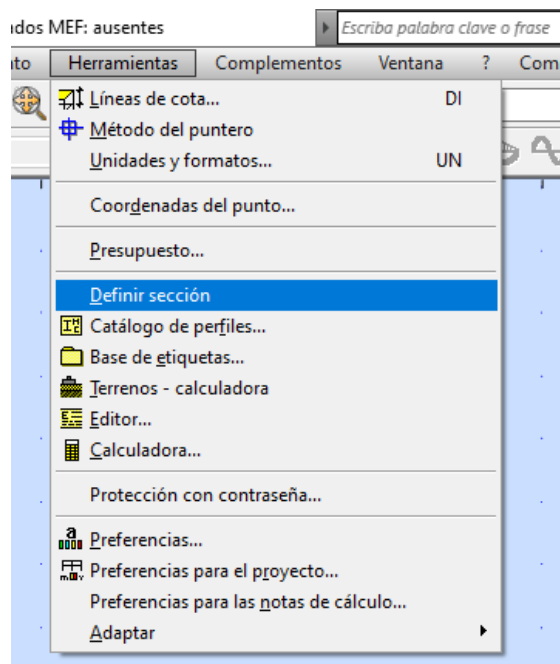 ados MEF: ausentes
Escriba palabra clave o frase
nto Herramientas Complementos Ventana ? Com
Líneas de cota... DI
Método del puntero
Unidades y formatos... UN
Coordenadas del punto...
Presupuesto...
Definir sección
Catálogo de perfiles...
Base de etiquetas...
Terrenos - calculadora
Editor...
Calculadora...
Protección con contraseña...
Preferencias...
Preferencias para el proyecto...
Preferencias para las notas de cálculo...
Adaptar